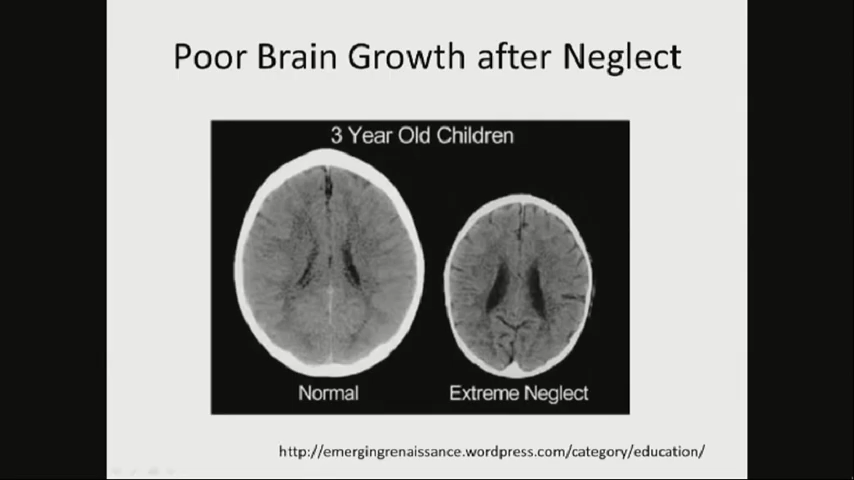 Poor Brain Growth after Neglect
3 Year Old Children
Normal
Extreme Neglect
http://emergingrenaissance.wordpress.com/category/education/